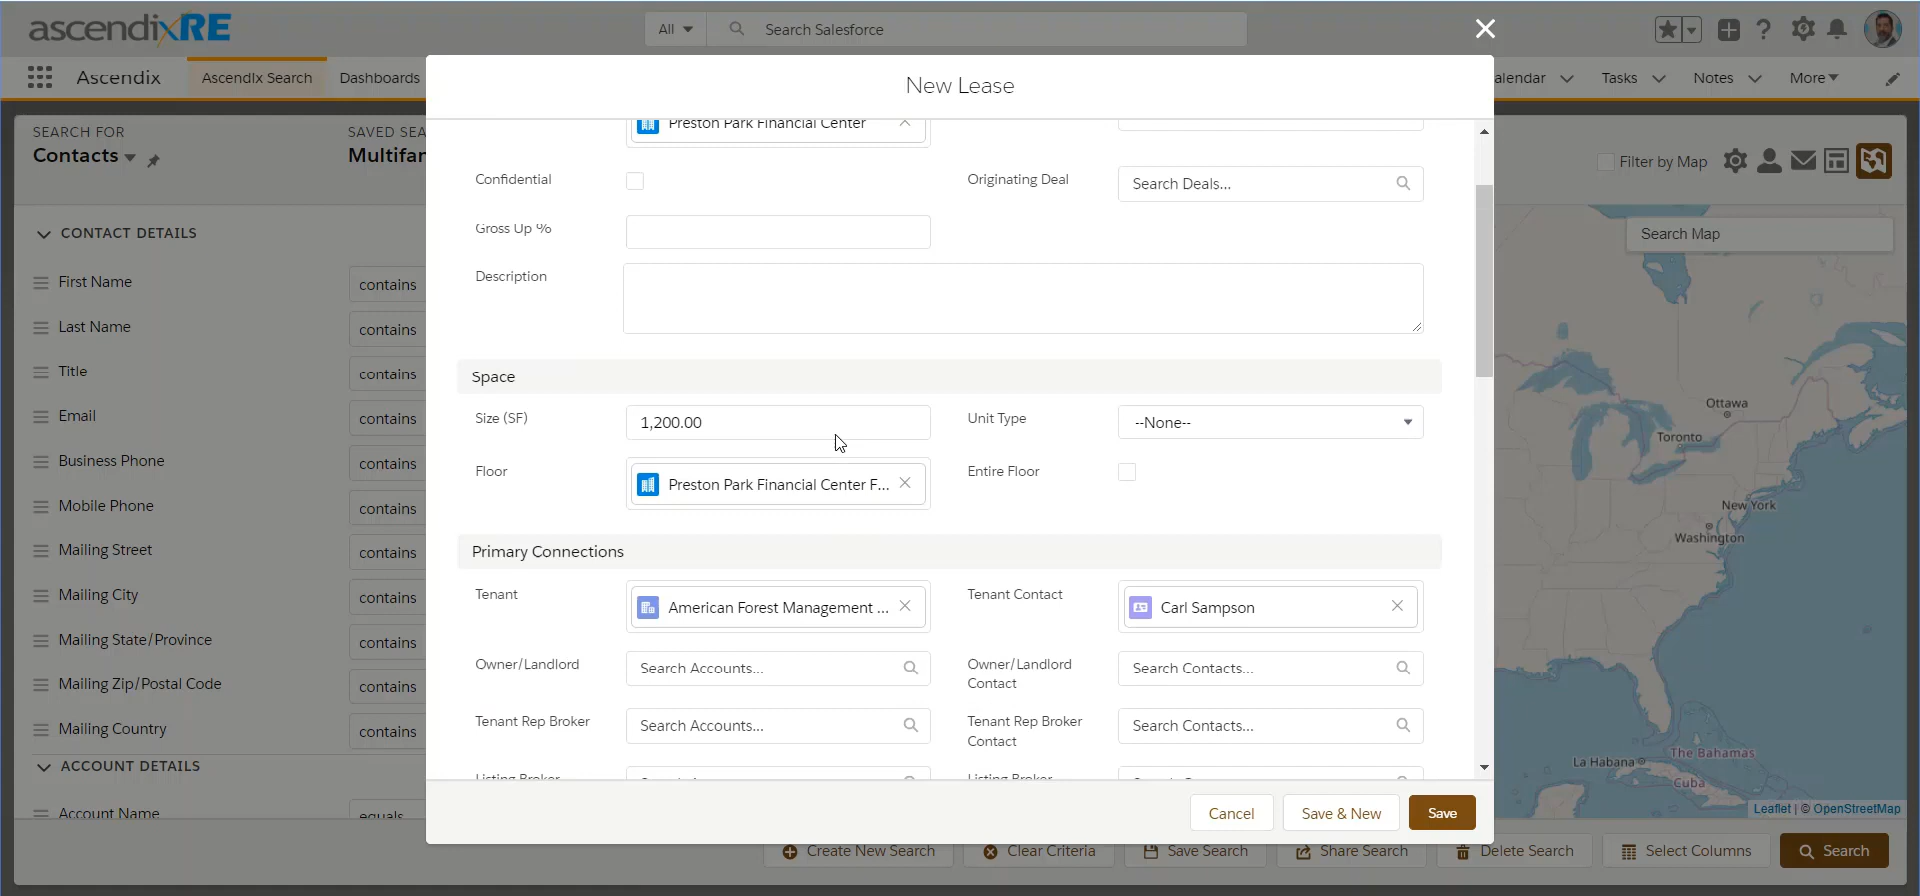 ascendixRE
All
Search Salesforce
Ascendix
AscendIx Search
Dashboards
alendar
Tasks
Notes
More
SEARCH FOR
Contacts
SAVED SEA
Multifam
Filter by Map
Search Map
CONTACT DETAILS
First Name
contains
Last Name
contains
Title
contains
Email
contains
Business Phone
contains
Mobile Phone
contains
Mailing Street
contains
Mailing City
contains
Mailing State/Province
contains
Mailing Zip/Postal Code
contains
Mailing Country
contains
ACCOUNT DETAILS
Account Name
equals
New Lease
Preston Park Financial Center
Confidential
Originating Deal
Search Deals...
Gross Up %
Description
Space
Size (SF)
1,200.00
Unit Type
--None--
Floor
Preston Park Financial Center F...
Entire Floor
Primary Connections
Tenant
American Forest Management ...
Tenant Contact
Carl Sampson
Owner/Landlord
Search Accounts...
Owner/Landlord
Contact
Search Contacts...
Tenant Rep Broker
Search Accounts...
Tenant Rep Broker
Contact
Search Contacts...
Listing Broker
Listing Broker
Cancel
Save & New
Save
Ottawa
Toronto
New York
Washington
The Bahamas
La Habana
Cuba
Leaflet | © OpenStreetMap
Create New Search
Clear Criteria
Save Search
Share Search
Delete Search
Select Columns
Search